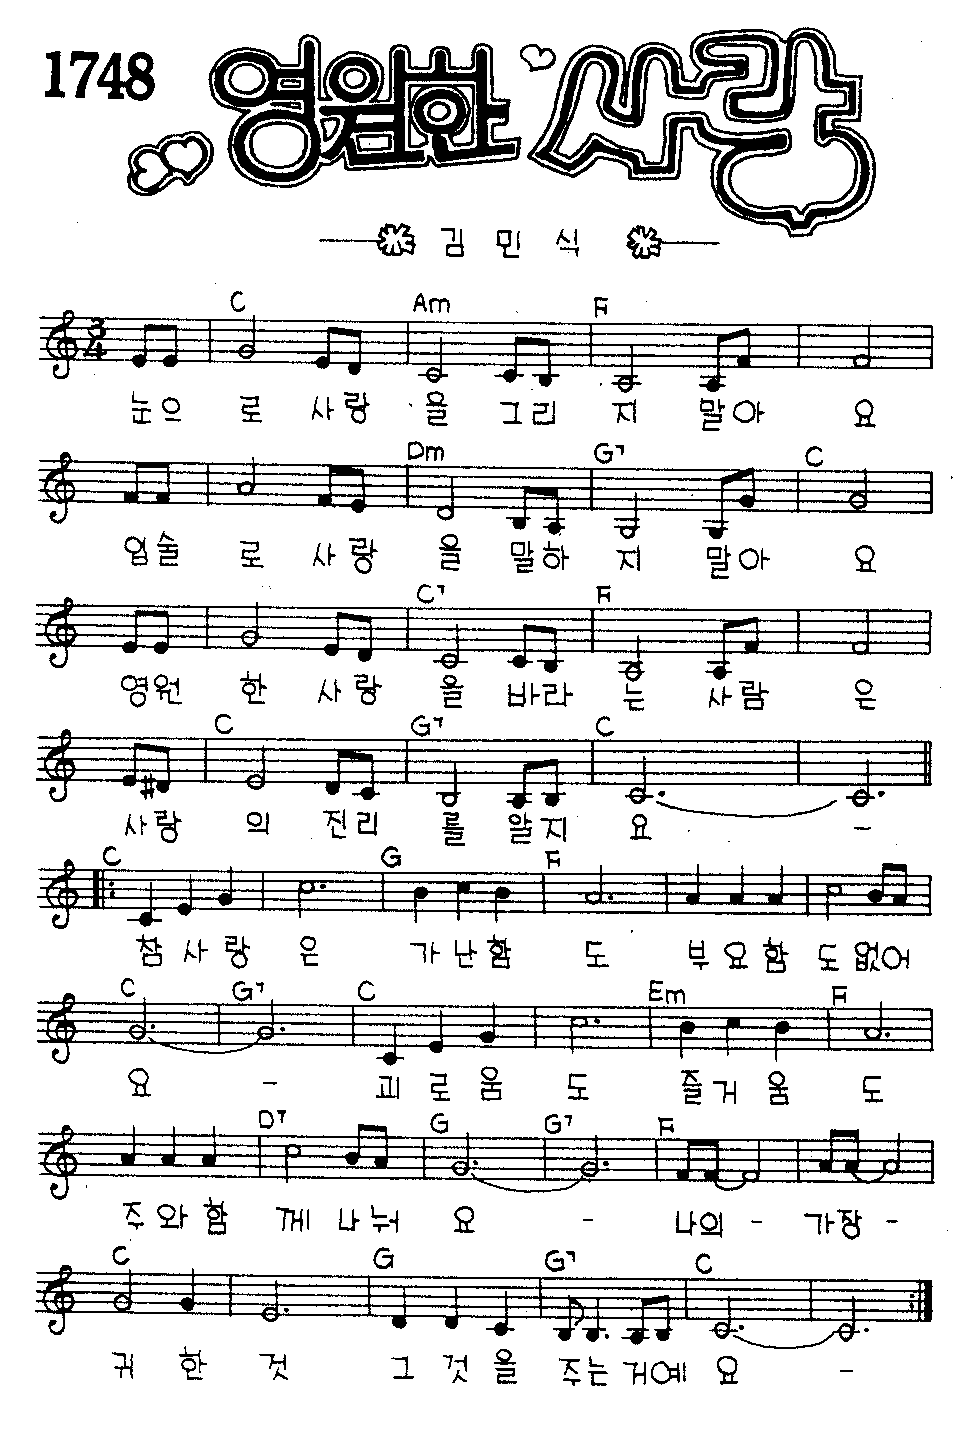 1748 영원한 사랑
김민식
C Am F
눈으로 사랑을 그리지 말아요
Dm G7 C
입술로 사랑을 말하지 말아요
C7 F
영원한 사랑을 바라는 사람은
C G7 C
사랑의 진리를 알지요 -
C G F
참사랑은 가난함도 부요함도없어
C G7 C Em F
요 - 괴로움도 즐거움도
D7 G G7 F
주와함께 나눠요 - 나의 - 가장 -
C G G7 C
귀한것 그것을 주는거예요 -